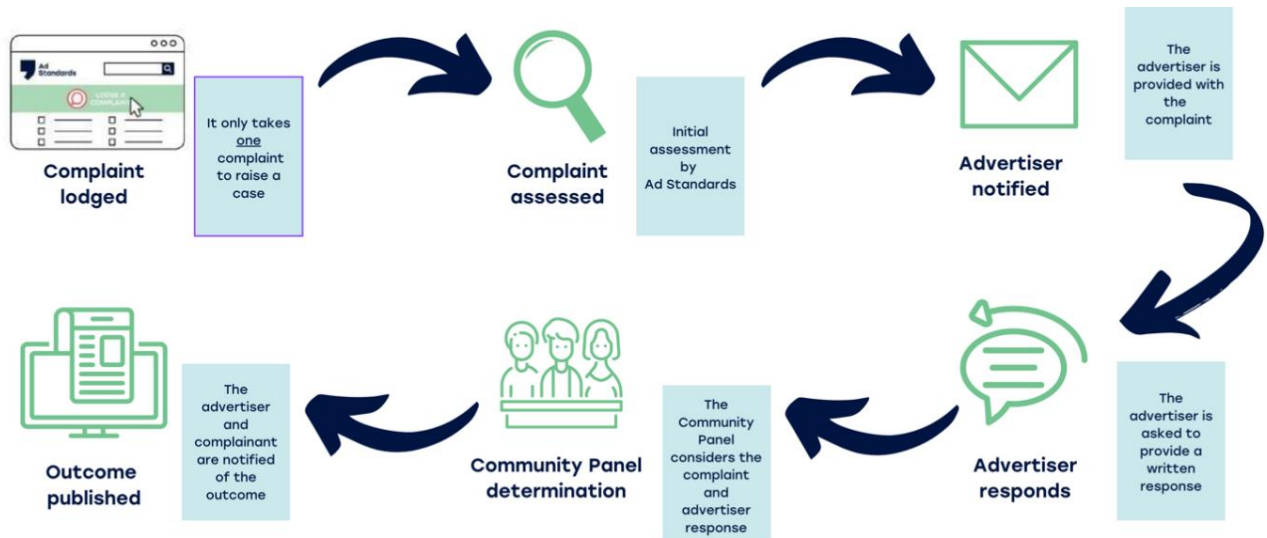 Ad
Standards
LODGE A
COMPLAINT
Complaint
lodged
It only takes
one
complaint
to raise a
case
Complaint
assessed
Initial
assessment
by
Ad Standards
Advertiser
notified
The
advertiser is
provided with
the
complaint
Advertiser
responds
The
advertiser is
asked to
provide a
written
response
Community Panel
determination
The
Community
Panel
considers the
complaint
and
advertiser
response
Outcome
published
The
advertiser
and
complainant
are notified
of the
outcome